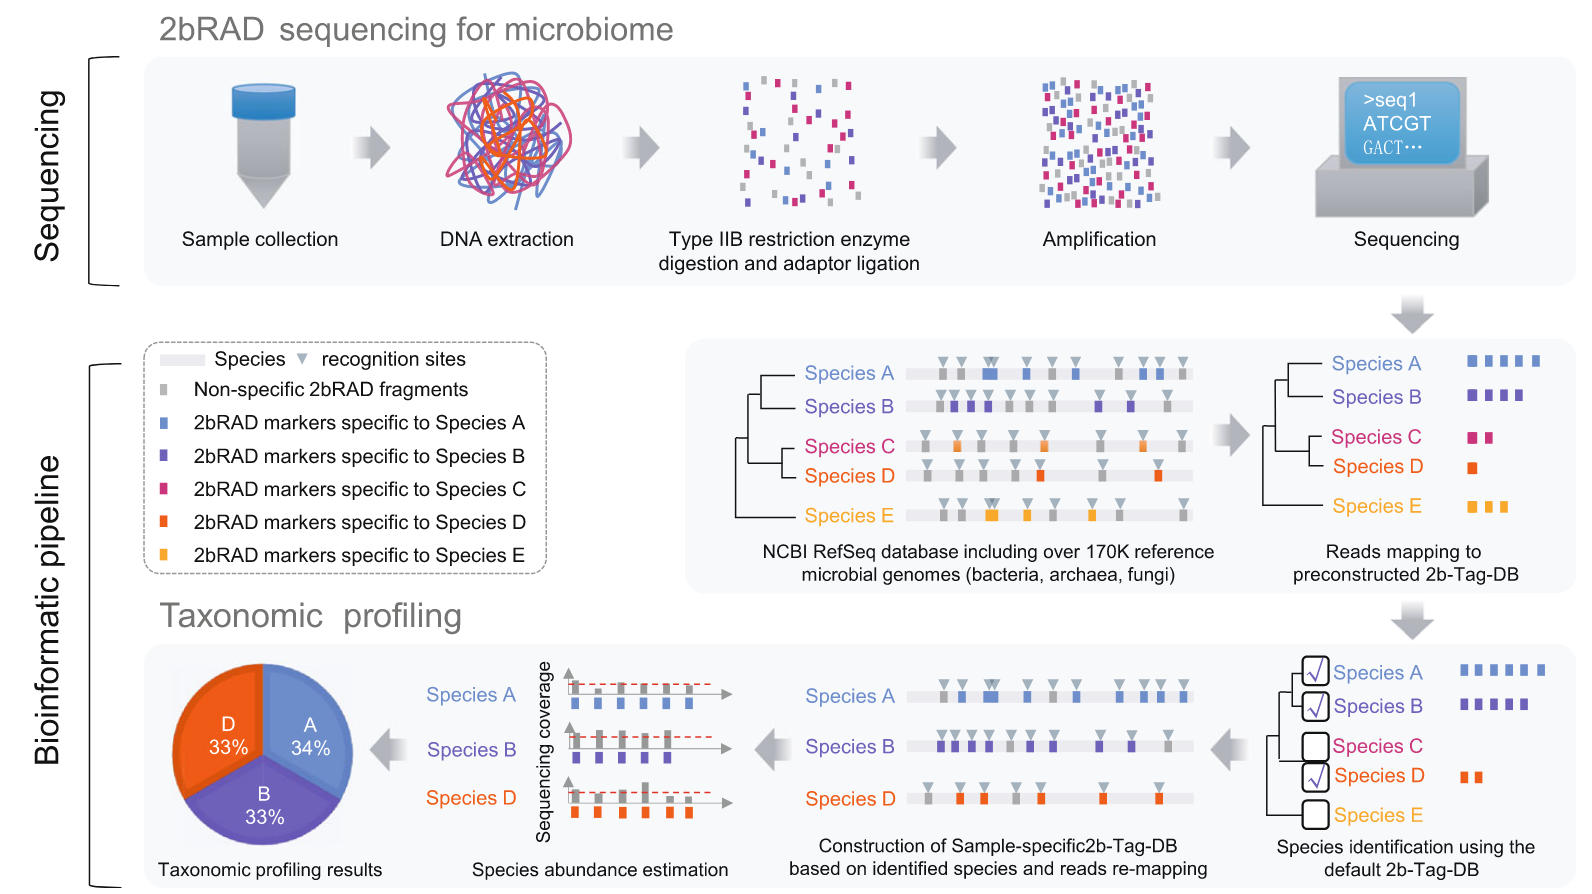 2bRAD sequencing for microbiome
Sequencing
>seq1
ATCGT
GACT···
Sample collection
DNA extraction
Type IIB restriction enzyme
digestion and adaptor ligation
Amplification
Sequencing
Bioinformatic pipeline
Species
recognition sites
Non-specific 2bRAD fragments
2bRAD markers specific to Species A
2bRAD markers specific to Species B
2bRAD markers specific to Species C
2bRAD markers specific to Species D
2bRAD markers specific to Species E
Species A
Species B
Species C
Species D
Species E
NCBI RefSeq database including over 170K reference
microbial genomes (bacteria, archaea, fungi)
Species A
Species B
Species C
Species D
Species E
Reads mapping to
preconstructed 2b-Tag-DB
Taxonomic profiling
D
33%
A
34%
B
33%
Taxonomic profiling results
Species A
Species B
Species D
Sequencing coverage
Species abundance estimation
Species A
Species B
Species D
Construction of Sample-specific2b-Tag-DB
based on identified species and reads re-mapping
Species A
Species B
Species C
Species D
Species E
Species identification using the
default 2b-Tag-DB